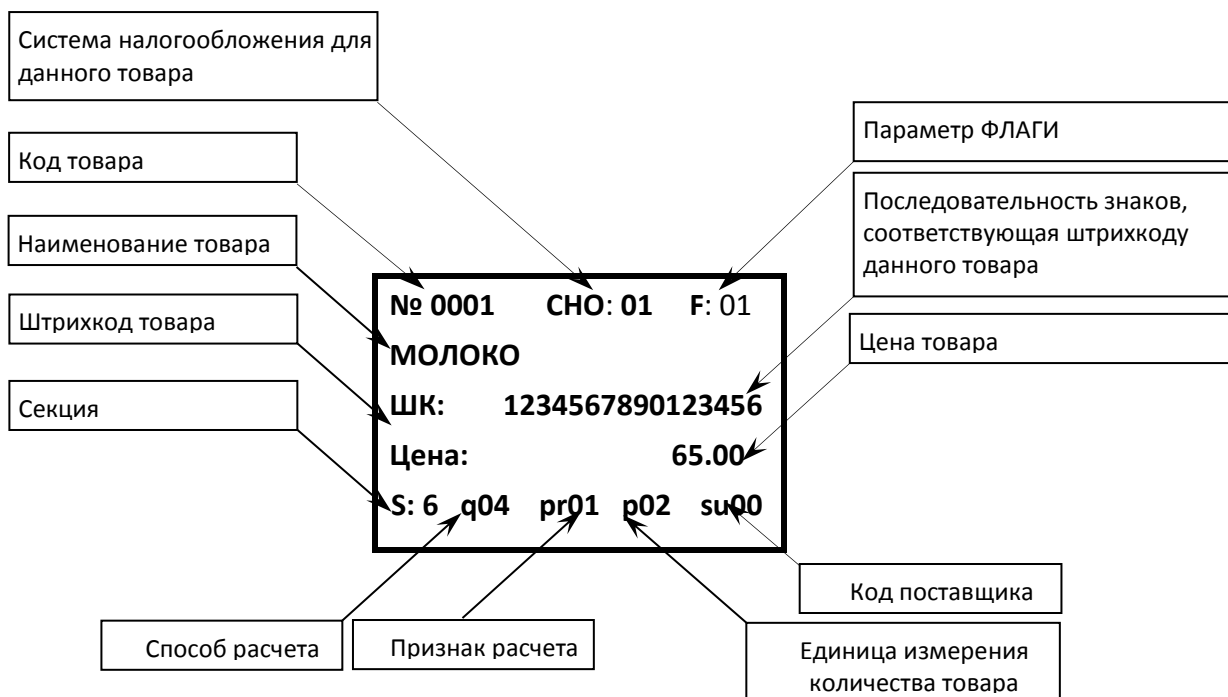 Система налогообложения для
данного товара
Код товара
Наименование товара
Штрихкод товара
Секция
Параметр ФЛАГИ
Последовательность знаков,
соответствующая штрихкоду
данного товара
Цена товара
№ 0001 СНО: 01 F: 01
МОЛОКО
ШК: 1234567890123456
Цена: 65.00
S: 6 q04 pr01 p02 su00
Код поставщика
Способ расчета
Признак расчета
Единица измерения
количества товара